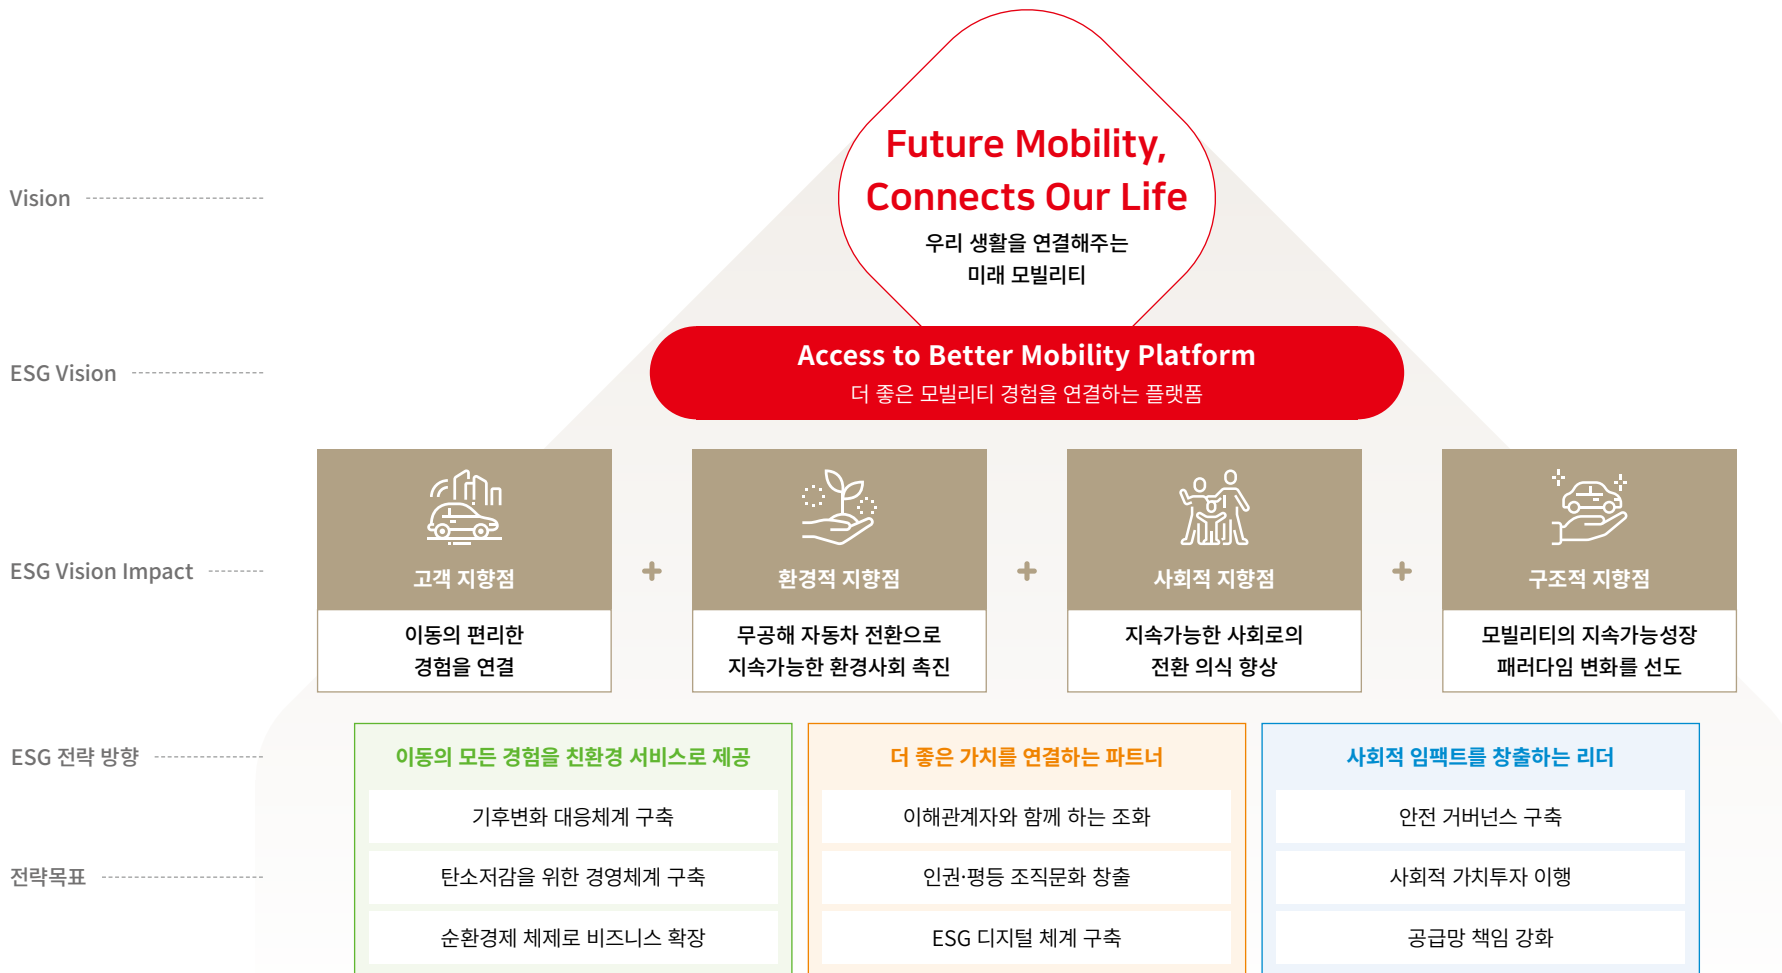 Vision
Future Mobility,
Connects Our Life
우리 생활을 연결해주는
미래 모빌리티
ESG Vision
Access to Better Mobility Platform
더 좋은 모빌리티 경험을 연결하는 플랫폼
ESG Vision Impact
고객 지향점
이동의 편리한
경험을 연결
환경적 지향점
무공해 자동차 전환으로
지속가능한 환경사회 촉진
사회적 지향점
지속가능한 사회로의
전환 의식 향상
구조적 지향점
모빌리티의 지속가능성장
패러다임 변화를 선도
ESG 전략 방향
이동의 모든 경험을 친환경 서비스로 제공
더 좋은 가치를 연결하는 파트너
사회적 임팩트를 창출하는 리더
전략목표
기후변화 대응체계 구축
탄소저감을 위한 경영체계 구축
순환경제 체제로 비즈니스 확장
이해관계자와 함께 하는 조화
인권·평등 조직문화 창출
ESG 디지털 체계 구축
안전 거버넌스 구축
사회적 가치투자 이행
공급망 책임 강화